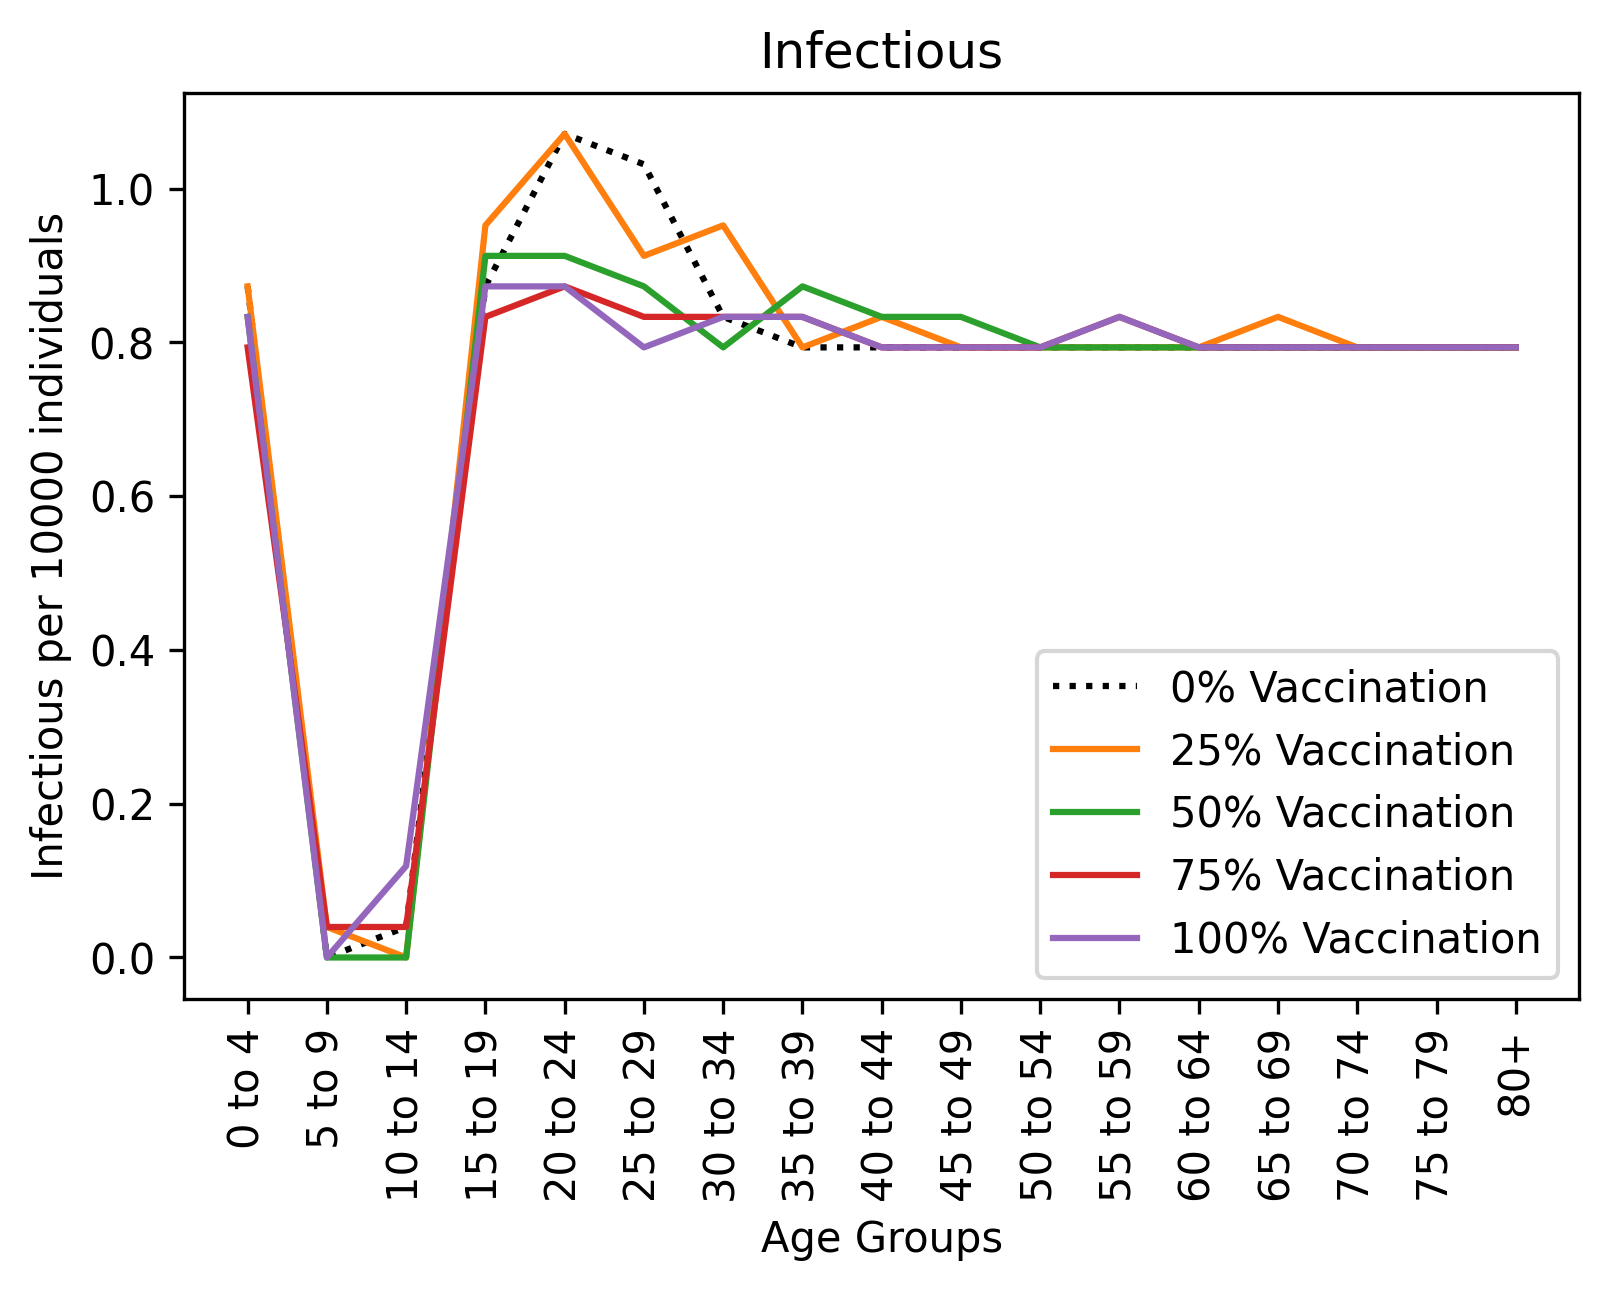 Infectious
Infectious per 10000 individuals
1.0
0.8
0.6
0.4
0.2
0.0
0% Vaccination
25% Vaccination
50% Vaccination
75% Vaccination
100% Vaccination
0 to 4
5 to 9
10 to 14
15 to 19
20 to 24
25 to 29
30 to 34
35 to 39
40 to 44
45 to 49
50 to 54
55 to 59
60 to 64
65 to 69
70 to 74
75 to 79
80+
Age Groups